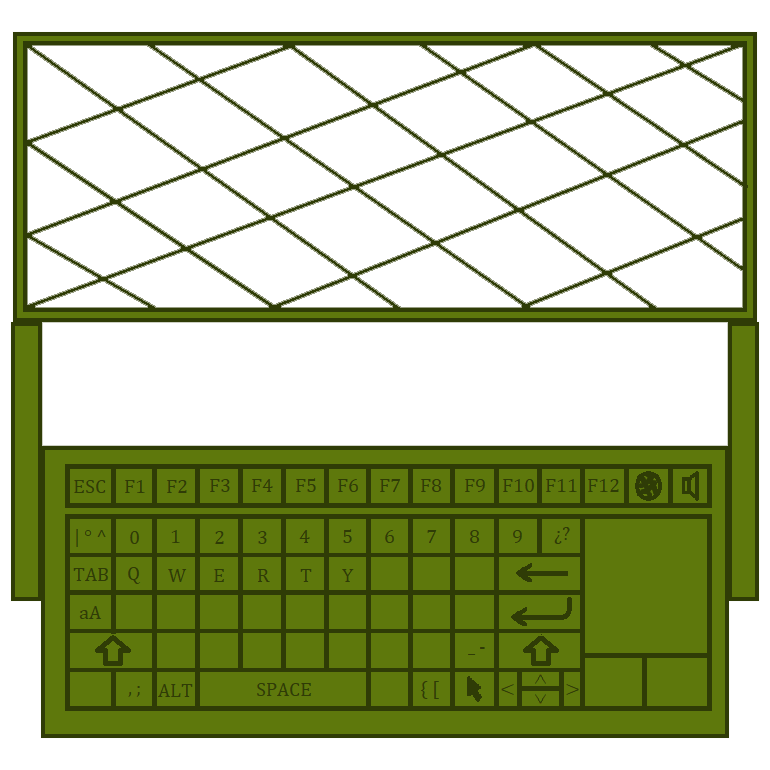 ESC F1 F2 F3 F4 F5 F6 F7 F8 F9 F10 F11 F12
|°^ 0 1 2 3 4 5 6 7 8 9 ¿?
TAB Q W E R T Y
aA
_-
,; ALT SPACE {[ < ^ v >